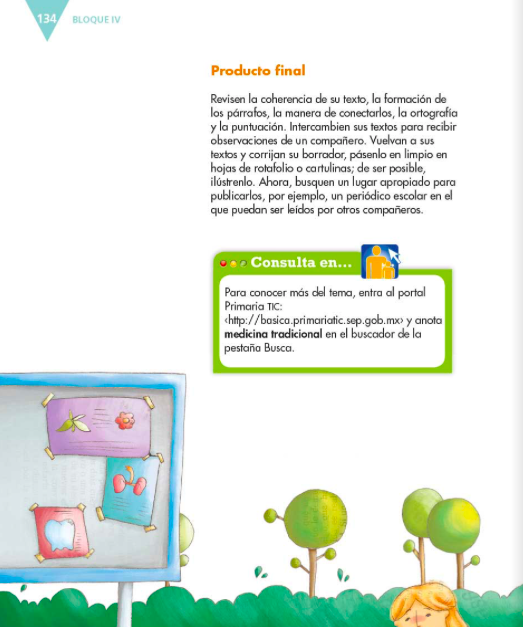 134
BLOQUE IV
Producto final
Revisen la coherencia de su texto, la formación de
los párrafos, la manera de conectarlos, la ortografía
y la puntuación. Intercambien sus textos para recibir
observaciones de un compañero. Vuelvan a sus
textos y corrijan su borrador, pásenlo en limpio en
hojas de rotafolio o cartulinas; de ser posible,
ilústrenlo. Ahora, busquen un lugar apropiado para
publicarlos, por ejemplo, un periódico escolar en el
que puedan ser leídos por otros compañeros.
Consulta en...
Para conocer más del tema, entra al portal
Primaria TIC:
‹http://basica.primariatic.sep.gob.mx› y anota
medicina tradicional en el buscador de la
pestaña Busca.